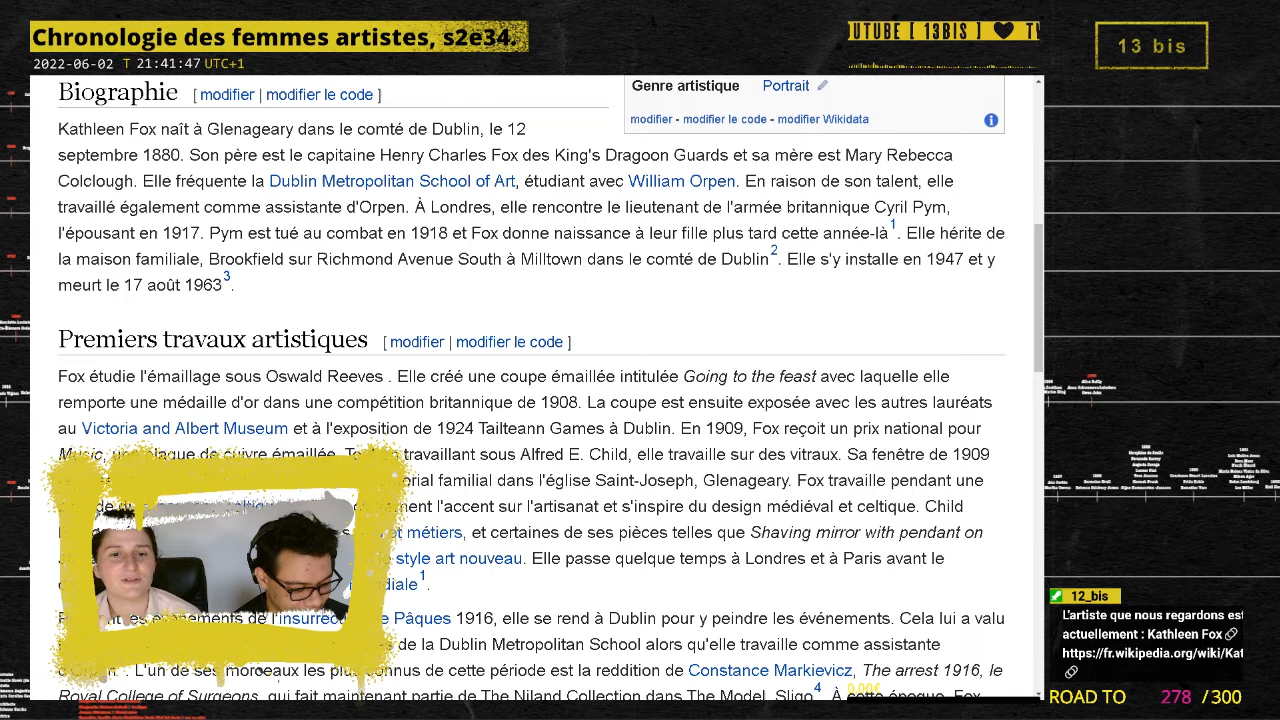 Chronologie des femmes artistes, s2e34.
UTUBE [ 13BIS ]
13 bis
2022-06-02 T 21:41:47 UTC+1
Biographie [ modifier | modifier le code ]
Genre artistique Portrait
modifier - modifier le code - modifier Wikidata
Kathleen Fox naît à Glenageary dans le comté de Dublin, le 12
septembre 1880. Son père est le capitaine Henry Charles Fox des King's Dragoon Guards et sa mère est Mary Rebecca
Colclough. Elle fréquente la Dublin Metropolitan School of Art, étudiant avec William Orpen. En raison de son talent, elle
travaillé également comme assistante d'Orpen. À Londres, elle rencontre le lieutenant de l'armée britannique Cyril Pym,
l'épousant en 1917. Pym est tué au combat en 1918 et Fox donne naissance à leur fille plus tard cette année-là1. Elle hérite de
la maison familiale, Brookfield sur Richmond Avenue South à Milltown dans le comté de Dublin2. Elle s'y installe en 1947 et y
meurt le 17 août 19633.
Premiers travaux artistiques [ modifier | modifier le code ]
Fox étudie l'émaillage sous Oswald Reeves . Elle créé une coupe émaillée intitulée Going to the feast avec laquelle elle
remporte une médaille d'or dans une compétition britannique de 1908. La coupe est ensuite exposée avec les autres lauréats
au Victoria and Albert Museum et à l'exposition de 1924 Tailteann Games à Dublin. En 1909, Fox reçoit un prix national pour
Music, une plaque de cuivre émaillée. travaillant sous Alfred E. Child, elle travaille sur des vitraux. Sa fenêtre de 1909
familial dans l'église Saint-Joseph, Glenageary. Fox travaille pendant une
l'accent sur l'artisanat et s'inspire du design médiéval et celtique. Child
et métiers, et certaines de ses pièces telles que Shaving mirror with pendant on
style art nouveau. Elle passe quelque temps à Londres et à Paris avant le
1.
événements de l'insurrec Pâques 1916, elle se rend à Dublin pour y peindre les événements. Cela lui a valu
de la Dublin Metropolitan School alors qu'elle travaille comme assistante
L'un de ses morceaux les plus connus de cette période est la reddition de Constance Markievicz, The arrest 1916, le
Royal College of Surgeons, qui fait maintenant partie de The Niland Collection dans The Model, Sligo4. À cette époque, Fox
12_bis
L'artiste que nous regardons est
actuellement : Kathleen Fox
https://fr.wikipedia.org/wiki/Kat
ROAD TO 278 / 300